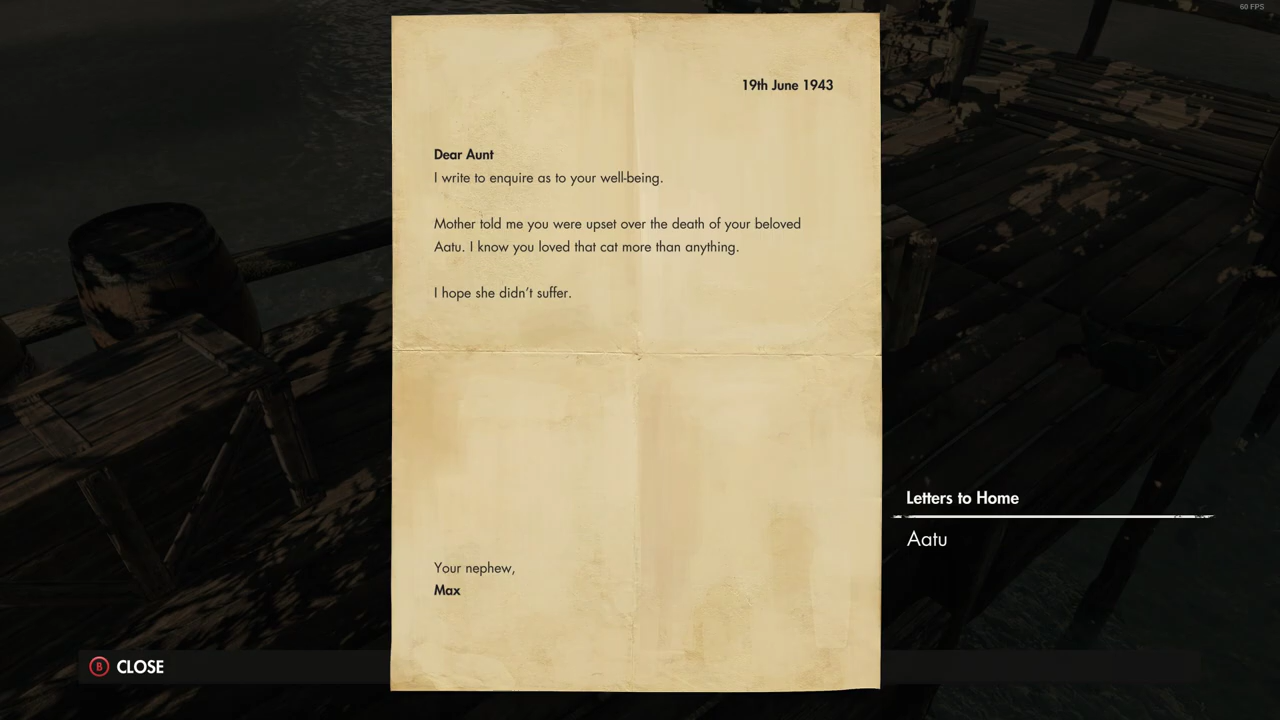 60 FPS
19th June 1943
Dear Aunt
I write to enquire as to your well-being.
Mother told me you were upset over the death of your beloved
Aatu. I know you loved that cat more than anything.
I hope she didn't suffer.
Your nephew,
Max
Letters to Home
Aatu
B CLOSE